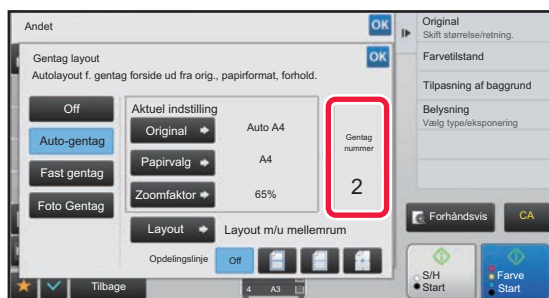 Andet
OK
Gentag layout
OK
Autolayout f. gentag forside ud fra orig., papirformat, forhold.
Off
Auto-gentag
Fast gentag
Foto Gentag
Aktuel indstilling
Original
Auto A4
Papirvalg
A4
Zoomfaktor
65%
Layout
Layout m/u mellemrum
Opdelingslinje
Off
Gentag
nummer
2
Tilbage
4
A3
Original
Skift størrelse/retning.
Farvetilstand
Tilpasning af baggrund
Belysning
Vælg type/eksponering
Forhåndsvis
CA
S/H
Start
Farve
Start